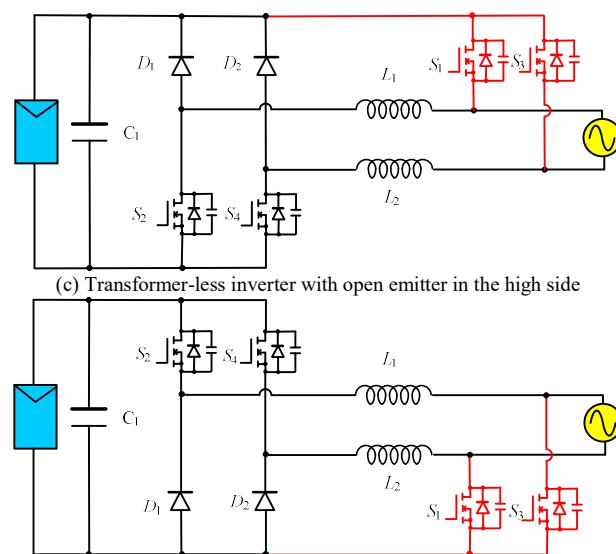 D1 D2 S1 S3
L1
C1
S2 S4 L2
(c) Transformer-less inverter with open emitter in the high side
S2 S4
L1
C1
L2
D1 D2 S1 S3